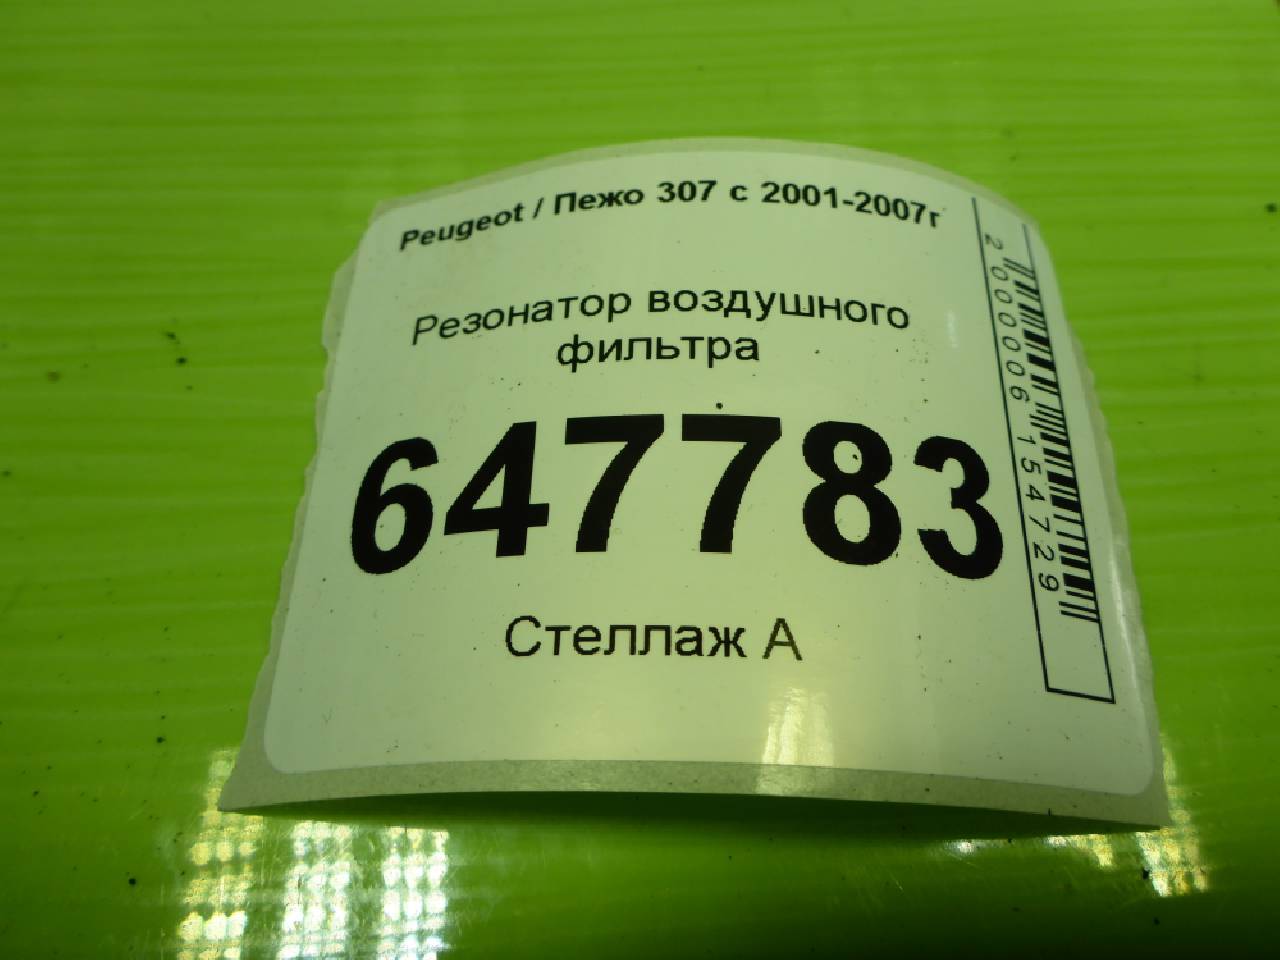 Peugeot / Пежо 307 с 2001-2007г
Резонатор воздушного
фильтра
647783
Стеллаж А
2000006154729